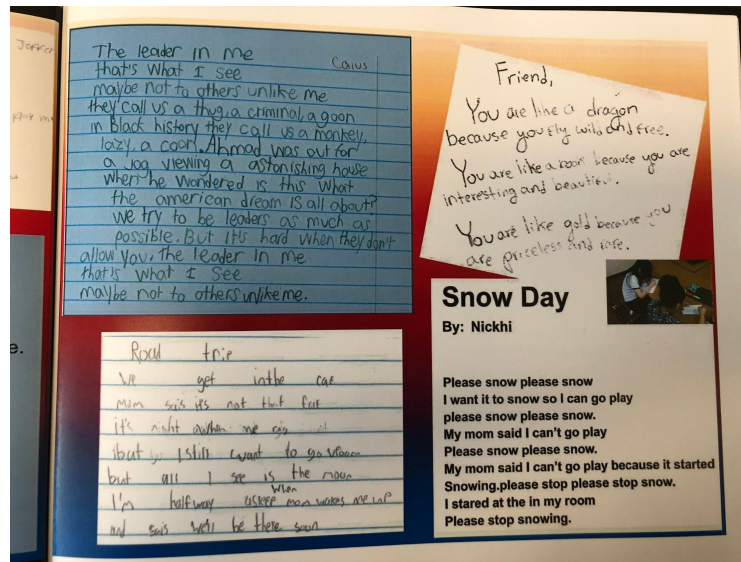 The leader in me
Caius
that's what I see
maybe not to others unlike me
they call us a thug, a criminal, a goon
in Black history they call us a monkey,
lazy, a coon. Ahmad was out for
a jog viewing a astonishing house
when he wondered is this what
the american dream is all about?
We try to be leaders as much as
possible. But it's hard when they don't
allow you. The leader in me
that's what I see
maybe not to others unlike me.
Friend,
You are like a dragon
because you fly wild and free.
You are like a book because you are
interesting and beautiful.
You are like gold because you
are priceless and rare.
Road trip
We get in the car
mom sais it's not that far
it's night when we
but I still want to go vroom
but all I see is the moon
I'm halfway asleep when mom wakes me up
and sais we'll be there soon
Snow Day
By: Nickhi
Please snow please snow
I want it to snow so I can go play
please snow please snow.
My mom said I can't go play
Please snow please snow.
My mom said I can't go play because it started
Snowing.please stop please stop snow.
I stared at the in my room
Please stop snowing.
e.